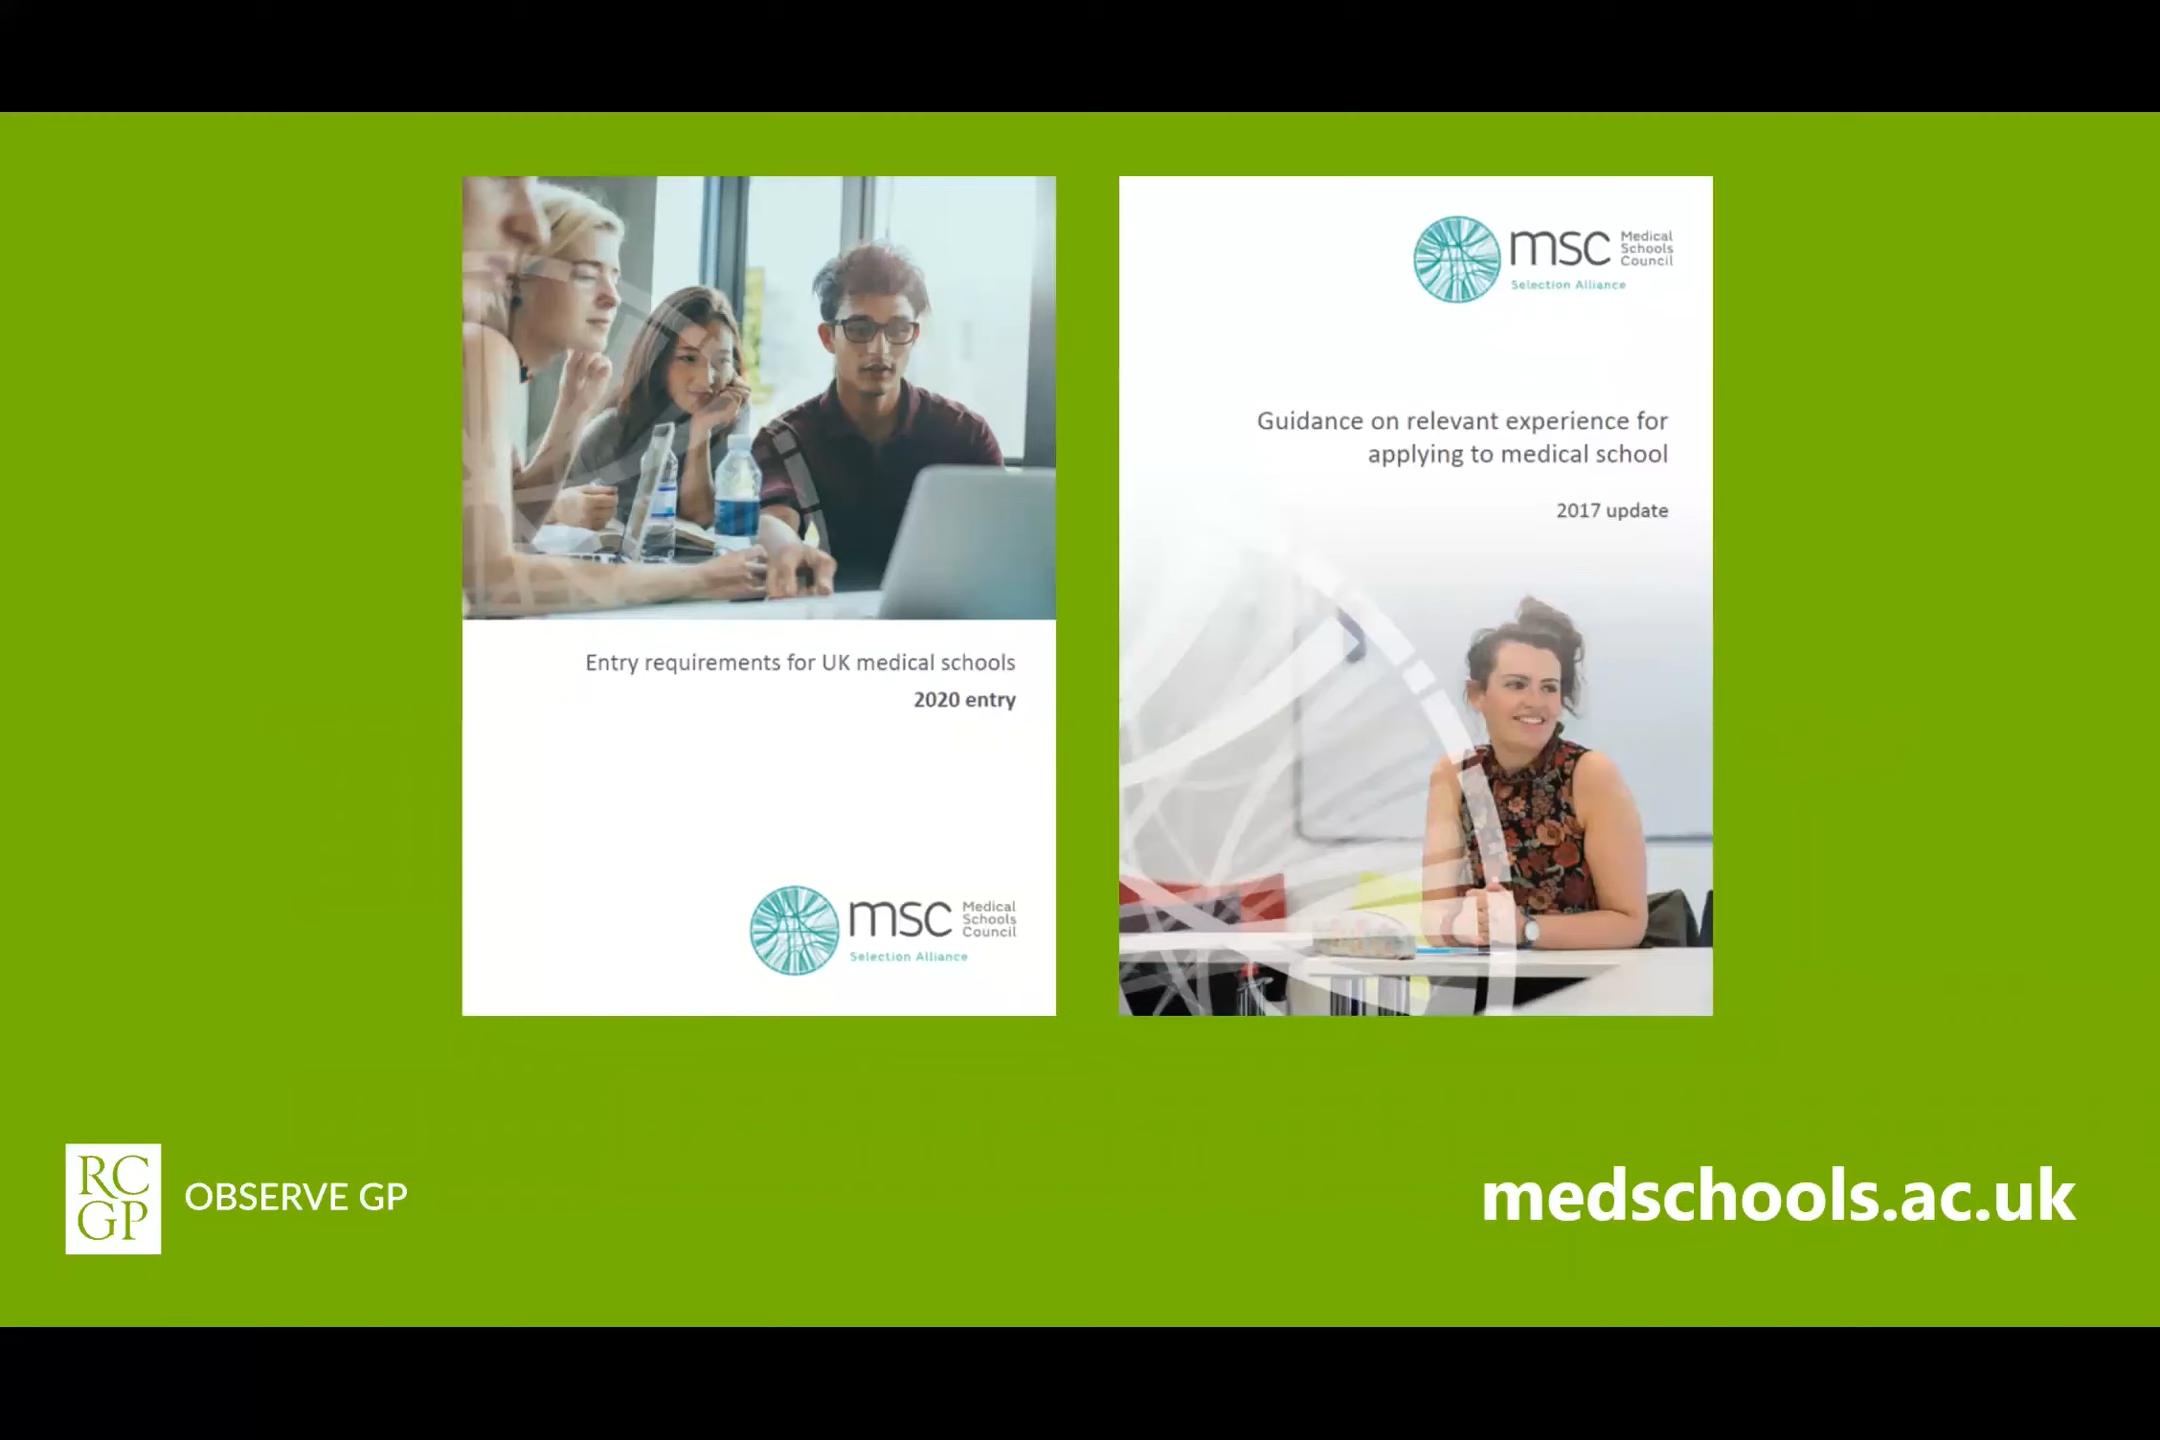 Entry requirements for UK medical schools
2020 entry
msc
Medical
Schools
Council
Selection Alliance
msc
Medical
Schools
Council
Selection Alliance
Guidance on relevant experience for
applying to medical school
2017 update
RC
GP
OBSERVE GP
medschools.ac.uk